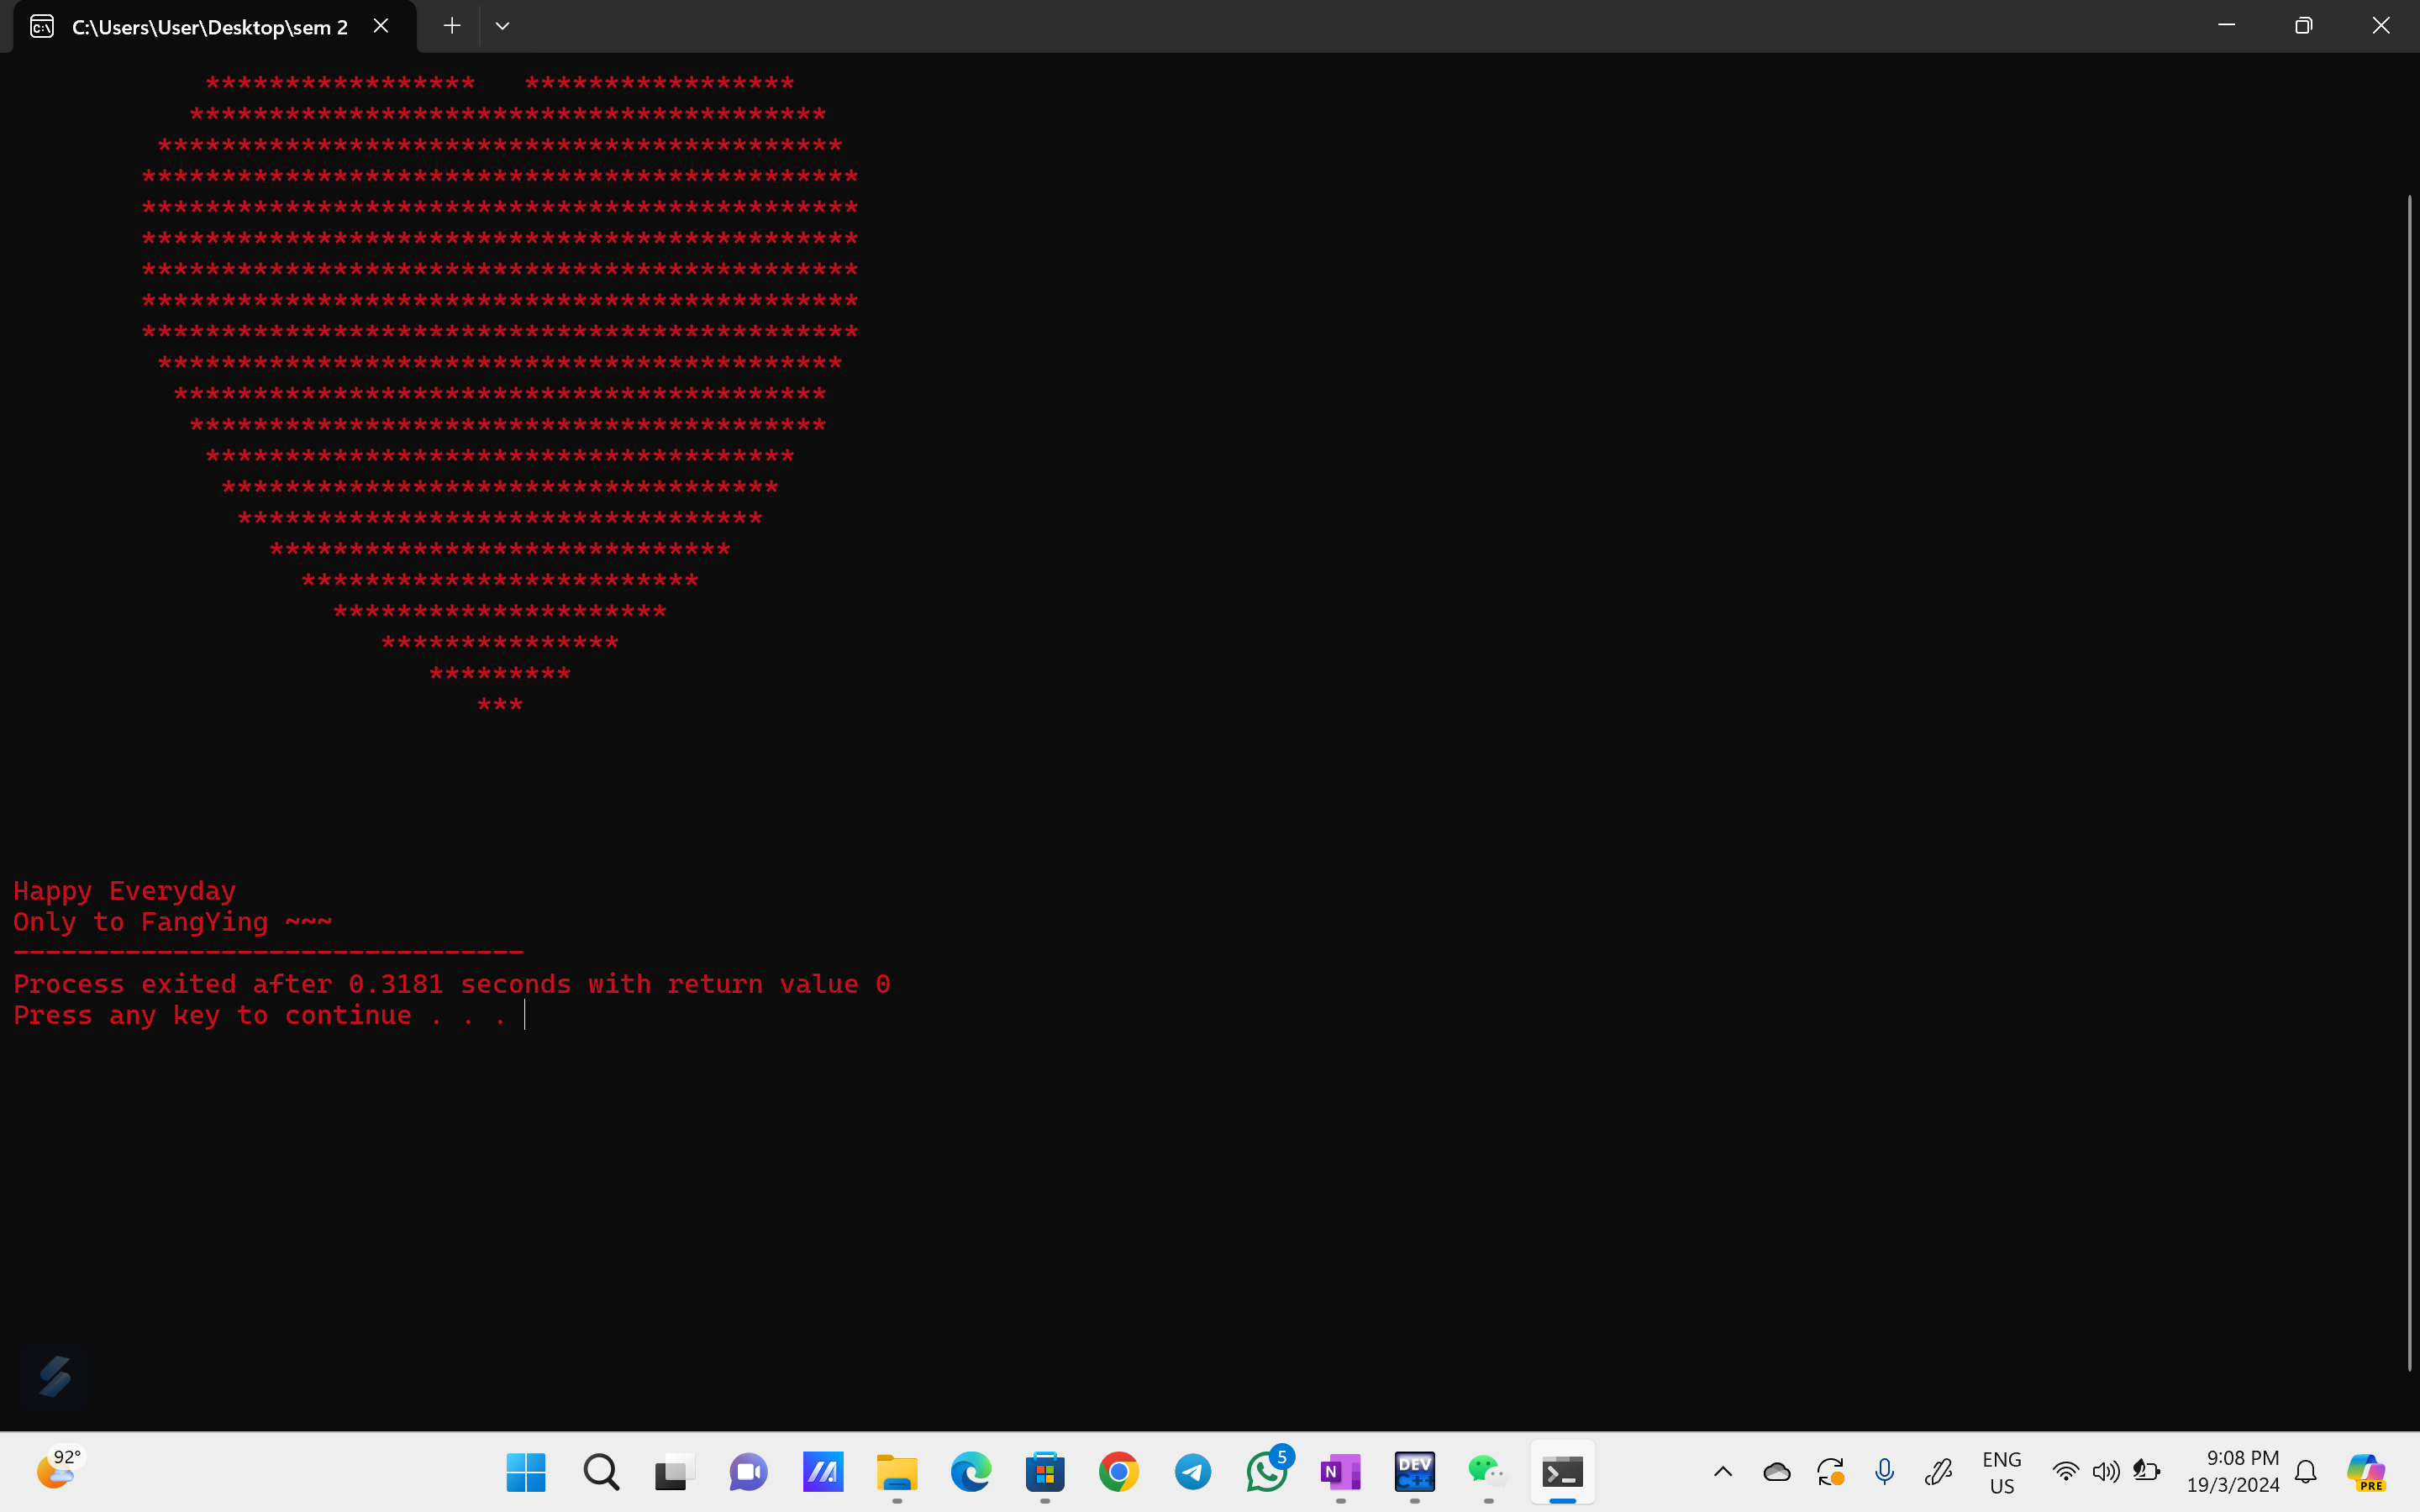 C:\Users\User\Desktop\sem 2
*****************   *****************
****************************************
*******************************************
*********************************************
*********************************************
*********************************************
*********************************************
*********************************************
*********************************************
*******************************************
*****************************************
****************************************
*************************************
***********************************
*********************************
*****************************
*************************
*********************
***************
*********
***
Happy Everyday
Only to FangYing ~~~
--------------------------------
Process exited after 0.3181 seconds with return value 0
Press any key to continue . . .
92°
5
N
DEV
C++
ENG
US
9:08 PM
19/3/2024
PRE